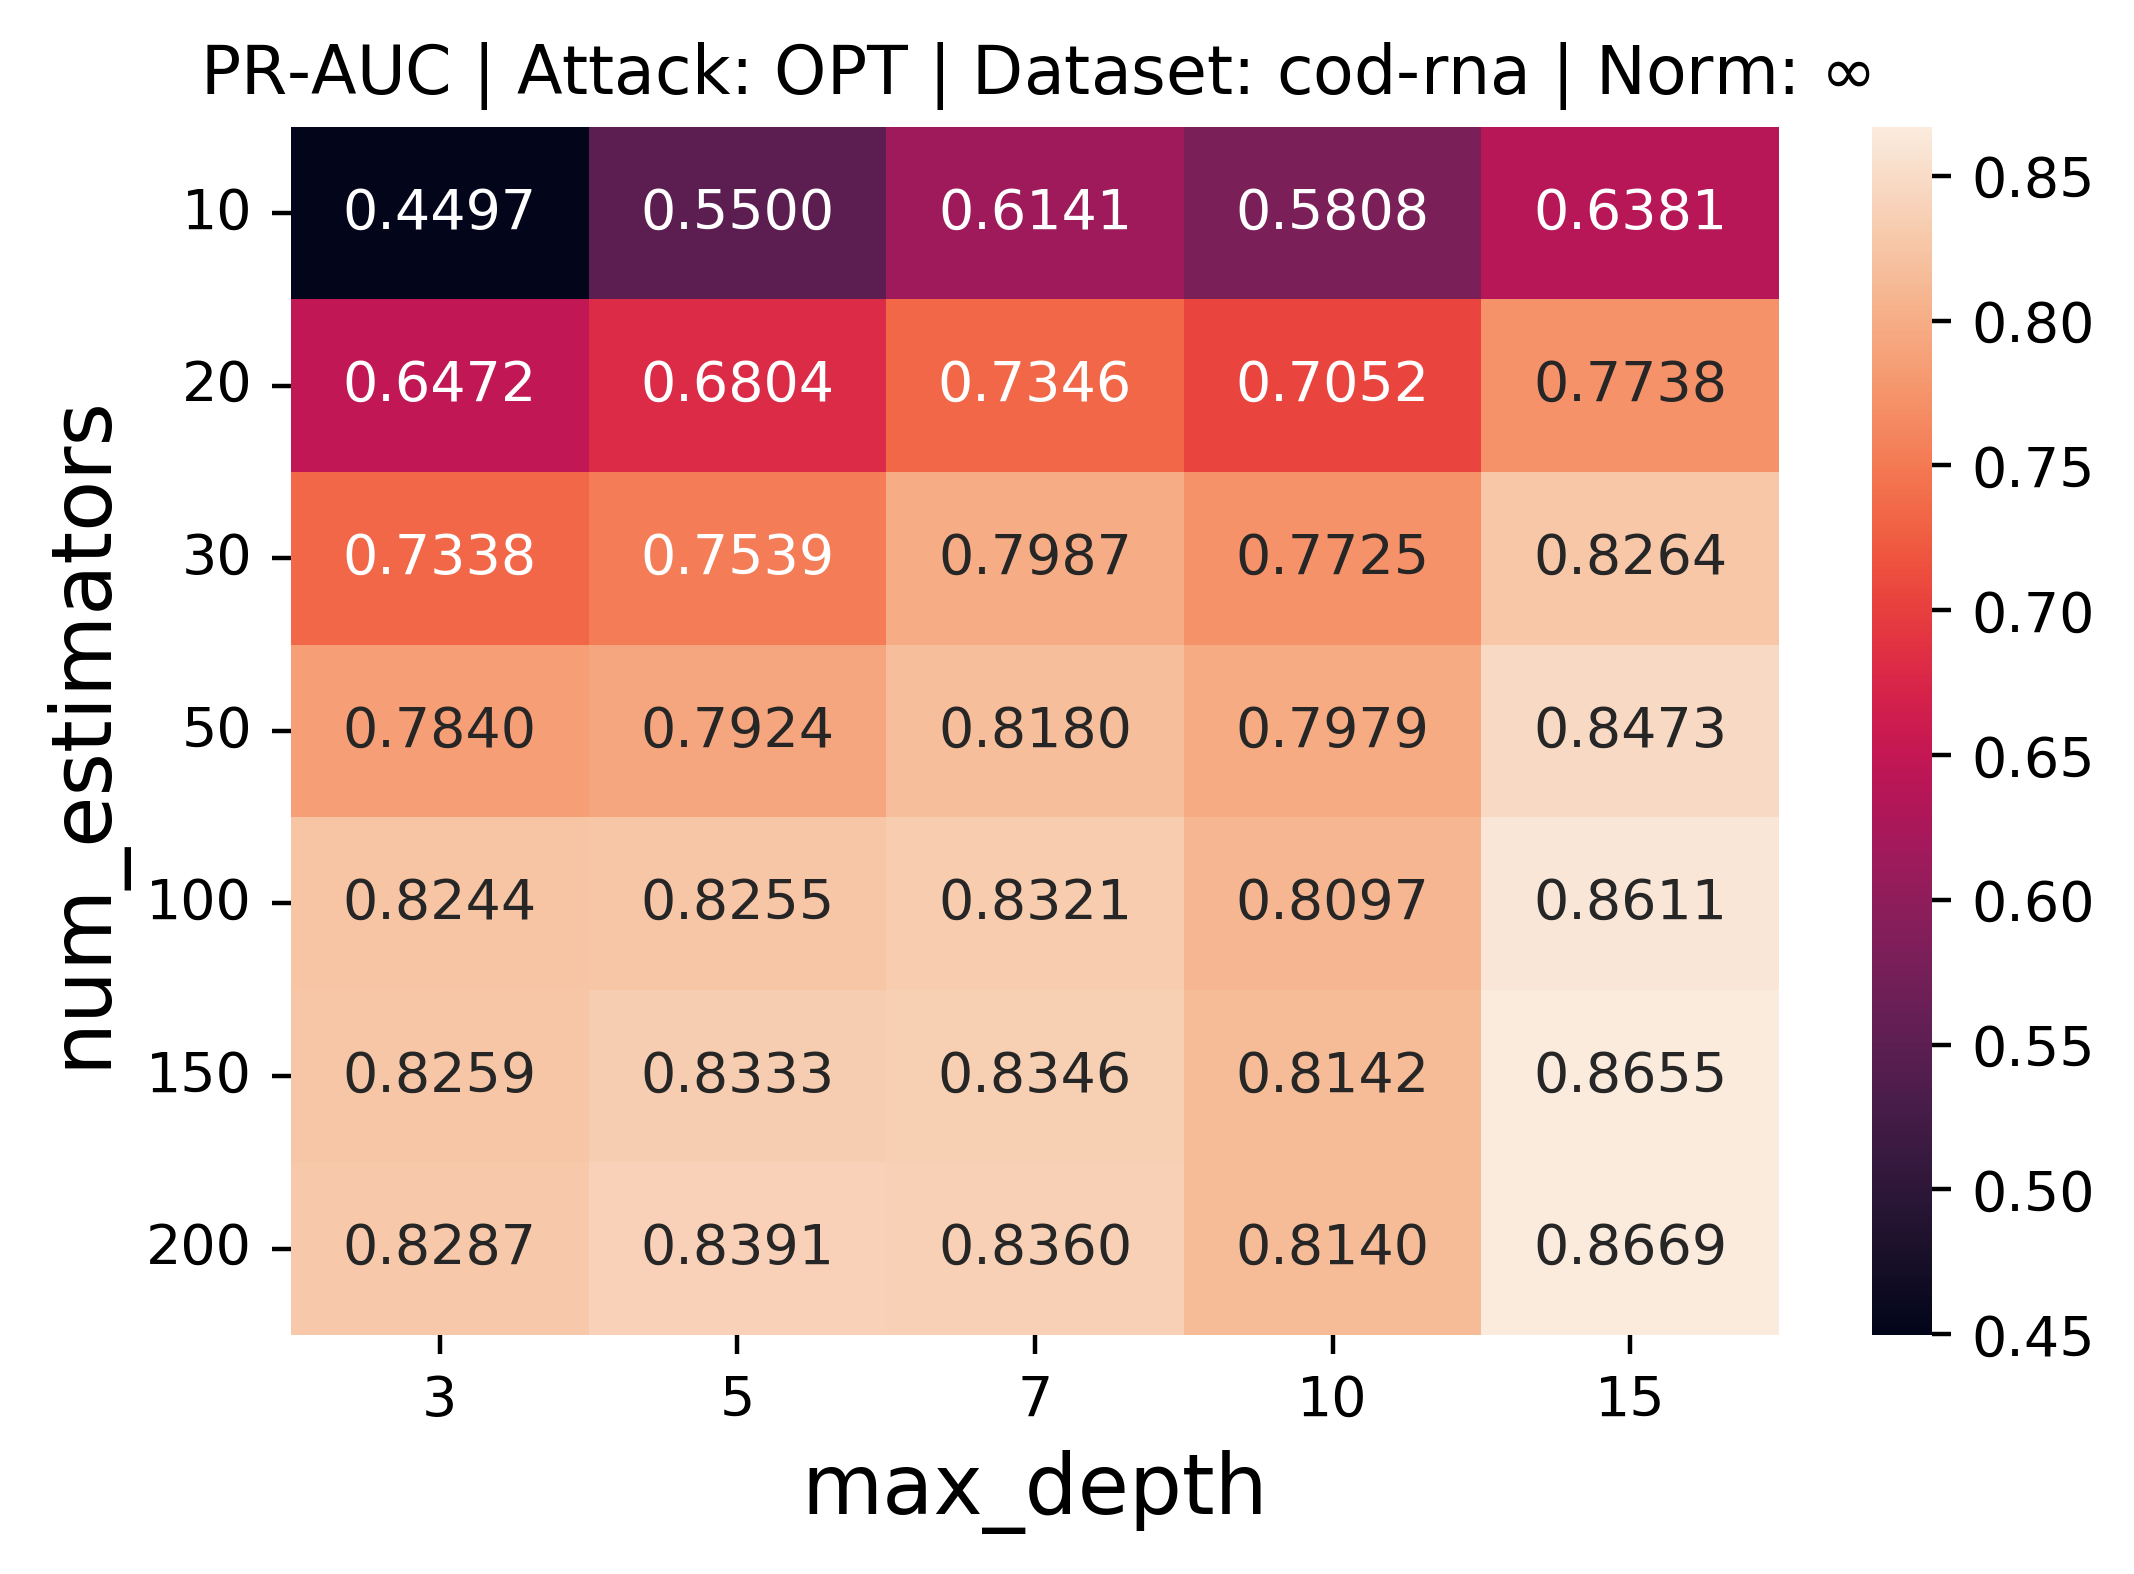 PR-AUC | Attack: OPT | Dataset: cod-rna | Norm: ∞
num_estimators
10 0.4497 0.5500 0.6141 0.5808 0.6381
20 0.6472 0.6804 0.7346 0.7052 0.7738
30 0.7338 0.7539 0.7987 0.7725 0.8264
50 0.7840 0.7924 0.8180 0.7979 0.8473
100 0.8244 0.8255 0.8321 0.8097 0.8611
150 0.8259 0.8333 0.8346 0.8142 0.8655
200 0.8287 0.8391 0.8360 0.8140 0.8669
3 5 7 10 15
max_depth
0.85
0.80
0.75
0.70
0.65
0.60
0.55
0.50
0.45